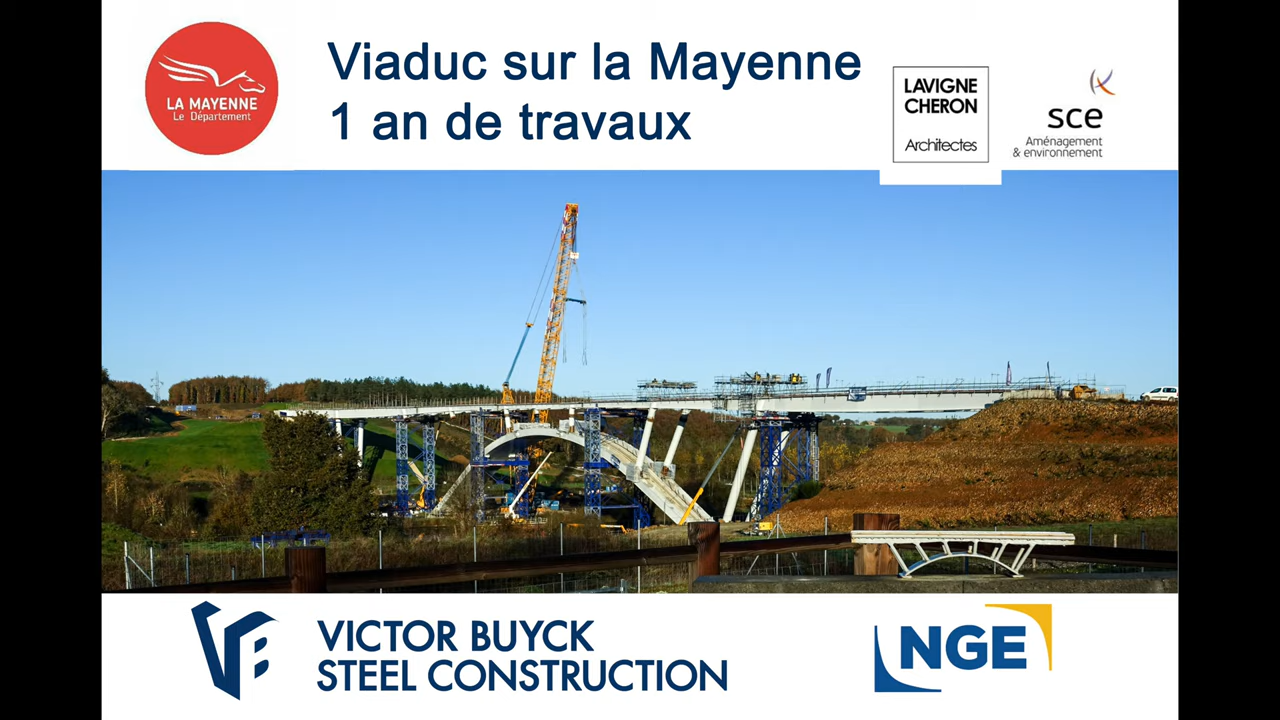 LA MAYENNE
Le Département
Viaduc sur la Mayenne
1 an de travaux
LAVIGNE
CHERON
Architectes
sce
Aménagement
& environnement
VICTOR BUYCK
STEEL CONSTRUCTION
NGE